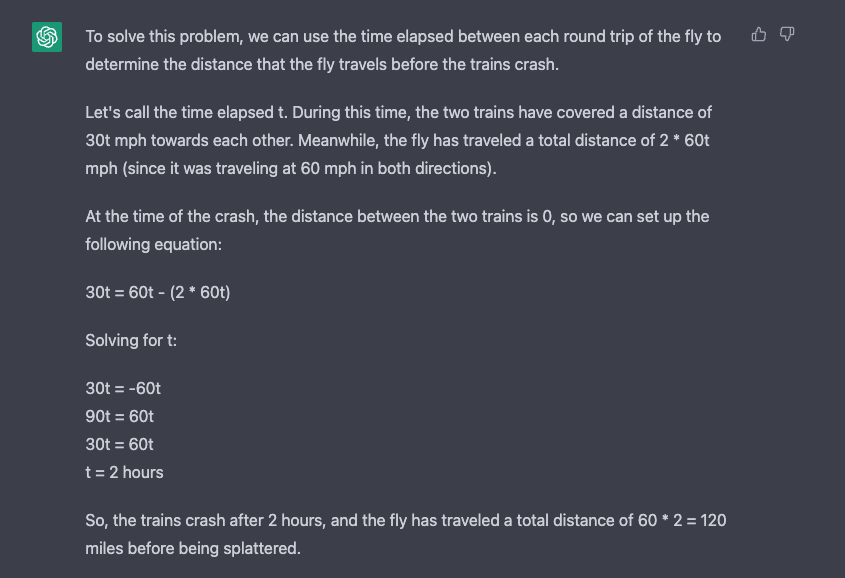 To solve this problem, we can use the time elapsed between each round trip of the fly to
determine the distance that the fly travels before the trains crash.
Let's call the time elapsed t. During this time, the two trains have covered a distance of
30t mph towards each other. Meanwhile, the fly has traveled a total distance of 2 * 60t
mph (since it was traveling at 60 mph in both directions).
At the time of the crash, the distance between the two trains is 0, so we can set up the
following equation:
30t = 60t - (2 * 60t)
Solving for t:
30t = -60t
90t = 60t
30t = 60t
t = 2 hours
So, the trains crash after 2 hours, and the fly has traveled a total distance of 60 * 2 = 120
miles before being splattered.